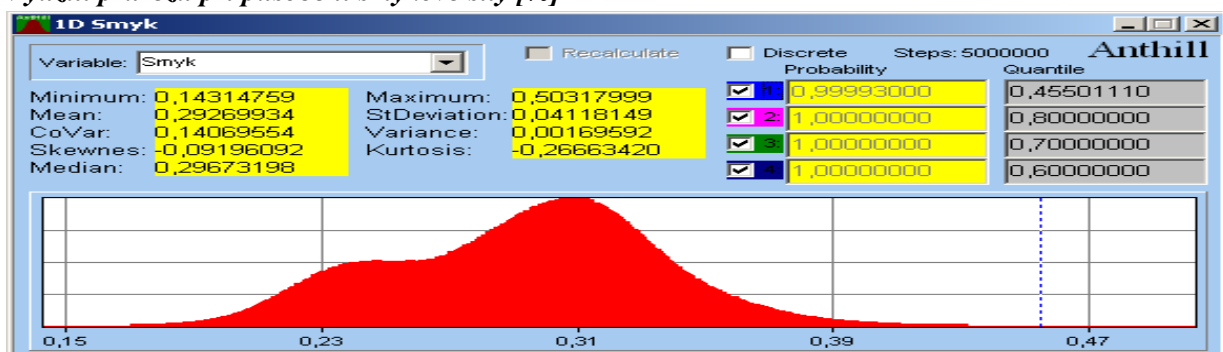 1D Smyk
Variable: Smyk
Recalculate
Discrete
Steps: 5000000
Anthill
Probability
Quantile
Minimum: 0,14314759
Maximum: 0,50317999
1: 0,99993000
0,45501110
Mean: 0,29269934
StDeviation: 0,04118149
2: 1,00000000
0,80000000
CoVar: 0,14069554
Variance: 0,00169592
3: 1,00000000
0,70000000
Skewnes: -0,09196092
Kurtosis: -0,26663420
4: 1,00000000
0,60000000
Median: 0,29673198
0,15 0,23 0,31 0,39 0,47